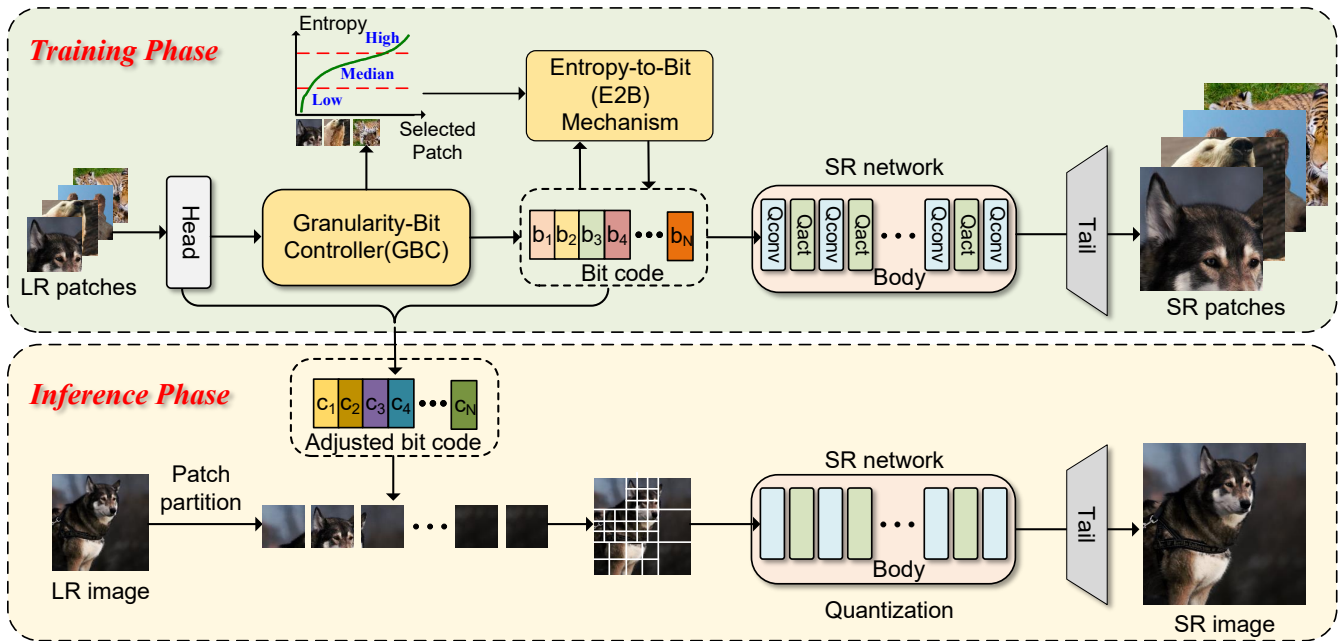 Training Phase
Entropy
High
Median
Low
Selected
Patch
Entropy-to-Bit
(E2B)
Mechanism
LR patches
Head
Granularity-Bit
Controller(GBC)
b1 b2 b3 b4 ••• bN
Bit code
SR network
Qconv Qact Qconv Qact ••• Qconv Qact Qconv
Body
Tail
SR patches
Inference Phase
c1 c2 c3 c4 ••• cN
Adjusted bit code
LR image
Patch
partition
•••
SR network
•••
Body
Quantization
Tail
SR image